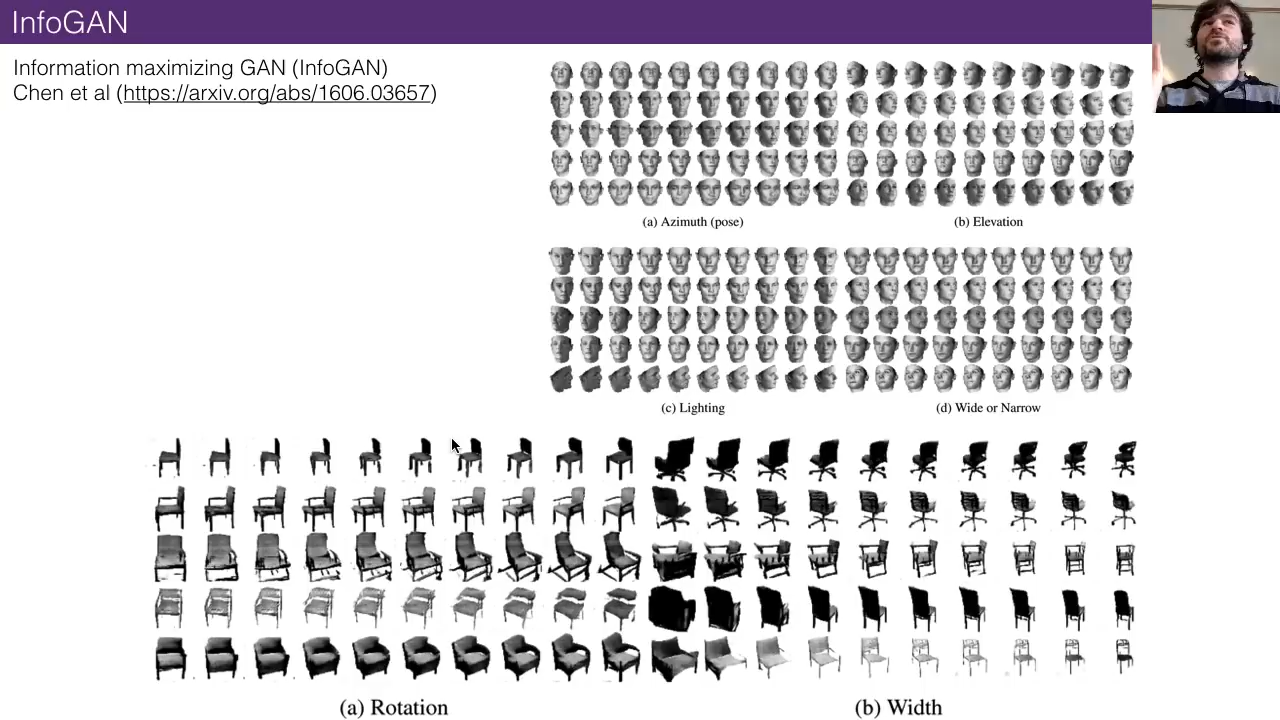 InfoGAN
Information maximizing GAN (InfoGAN)
Chen et al (https://arxiv.org/abs/1606.03657)
(a) Azimuth (pose)
(b) Elevation
(c) Lighting
(d) Wide or Narrow
(a) Rotation
(b) Width